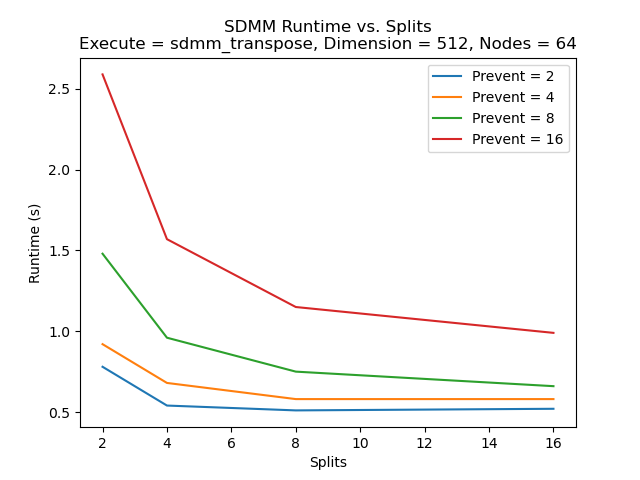 SDMM Runtime vs. Splits
Execute = sdmm_transpose, Dimension = 512, Nodes = 64
Prevent = 2
Prevent = 4
Prevent = 8
Prevent = 16
2.5
2.0
1.5
1.0
0.5
Runtime (s)
2 4 6 8 10 12 14 16
Splits